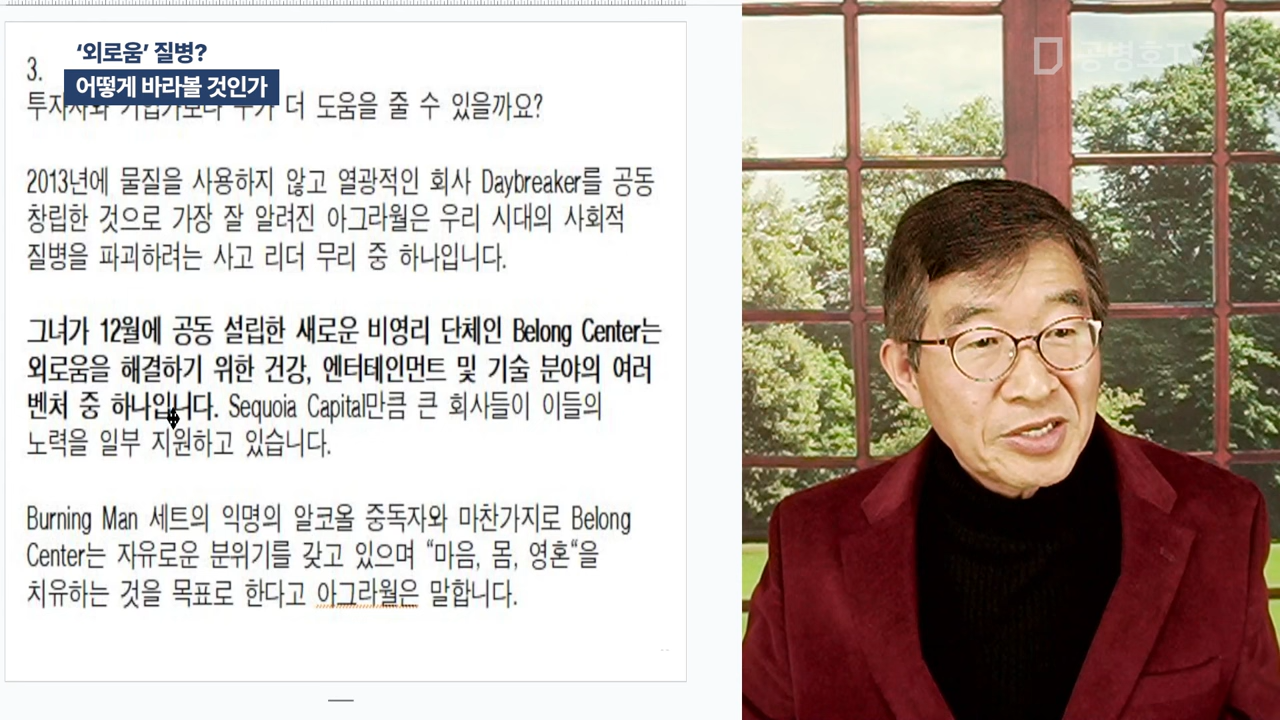 ‘외로움’ 질병?
어떻게 바라볼 것인가
공병호TV
3.
더 도움을 줄 수 있을까요?
2013년에 물질을 사용하지 않고 열광적인 회사 Daybreaker를 공동
창립한 것으로 가장 잘 알려진 아그라월은 우리 시대의 사회적
질병을 파괴하려는 사고 리더 무리 중 하나입니다.
그녀가 12월에 공동 설립한 새로운 비영리 단체인 Belong Center는
외로움을 해결하기 위한 건강, 엔터테인먼트 및 기술 분야의 여러
벤처 중 하나입니다. Sequoia Capital만큼 큰 회사들이 이들의
노력을 일부 지원하고 있습니다.
Burning Man 세트의 익명의 알코올 중독자와 마찬가지로 Belong
Center는 자유로운 분위기를 갖고 있으며 “마음, 몸, 영혼“을
치유하는 것을 목표로 한다고 아그라월은 말합니다.